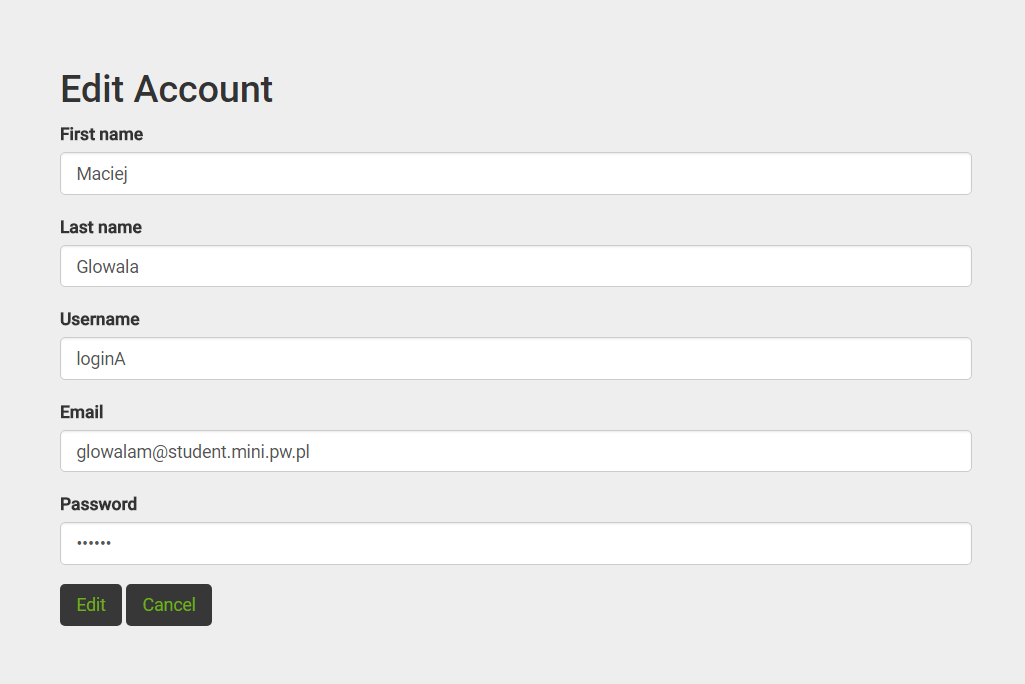 Edit Account
First name
Maciej
Last name
Glowala
Username
loginA
Email
glowalam@student.mini.pw.pl
Password
••••••
Edit Cancel